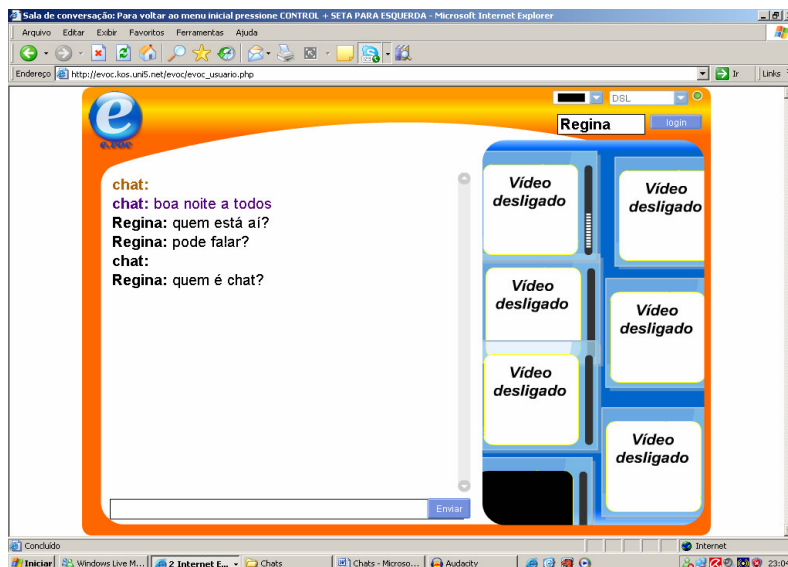 Sala de conversação: Para voltar ao menu inicial pressione CONTROL + SETA PARA ESQUERDA - Microsoft Internet Explorer
Arquivo Editar Exibir Favoritos Ferramentas Ajuda
Endereço http://evoc.kos.uni5.net/evoc/evoc_usuario.php Ir Links
DSL
Regina login
e
e.voc
chat:
chat: boa noite a todos
Regina: quem está aí?
Regina: pode falar?
chat:
Regina: quem é chat?
Enviar
Vídeo
desligado
Vídeo
desligado
Vídeo
desligado
Vídeo
desligado
Vídeo
desligado
Vídeo
desligado
Concluído Internet
Iniciar Windows Live M... 2 Internet E... Chats Chats - Microso... Audacity 23:04